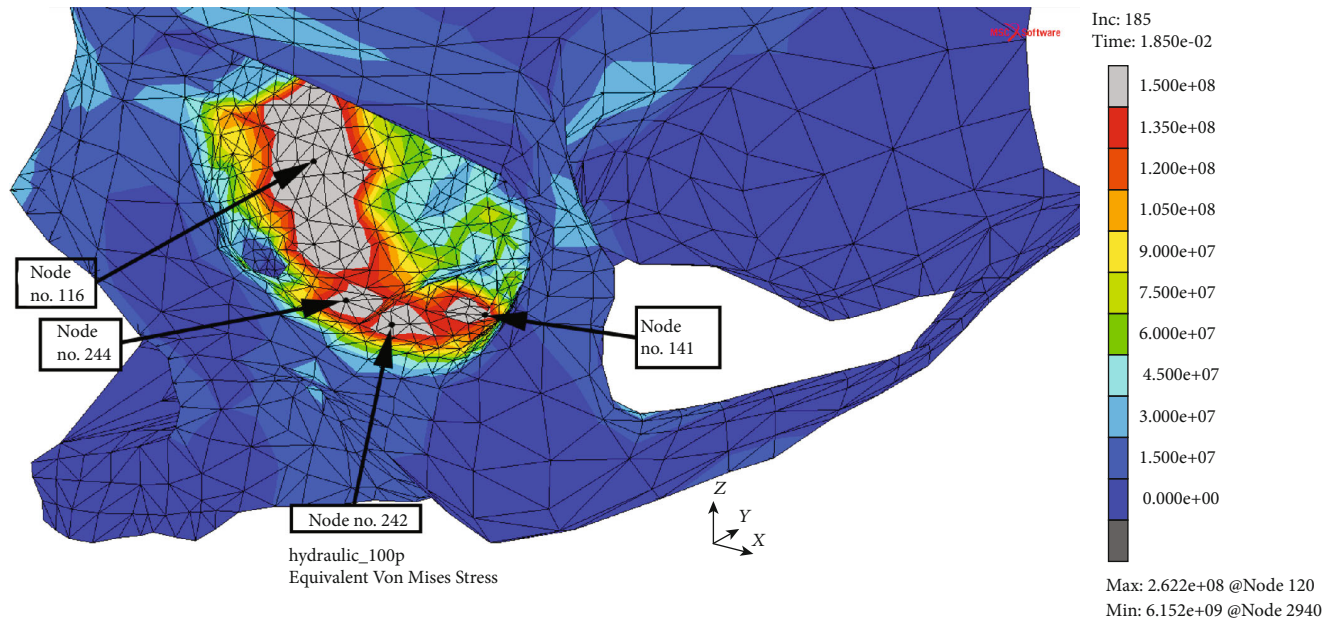 Inc: 185
Time: 1.850e-02
Software
1.500e+08
1.350e+08
1.200e+08
1.050e+08
9.000e+07
7.500e+07
6.000e+07
4.500e+07
3.000e+07
1.500e+07
0.000e+00
Max: 2.622e+08 @Node 120
Min: 6.152e+09 @Node 2940
Node
no. 116
Node
no. 244
Node
no. 141
Node no. 242
Z
Y
X
hydraulic_100p
Equivalent Von Mises Stress